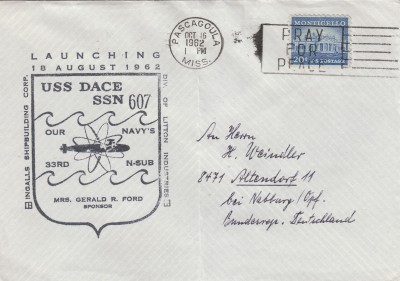 LAUNCHING
18 AUGUST 1962
USS DACE
SSN 607
OUR NAVY'S
33RD N-SUB
MRS. GERALD R. FORD
SPONSOR
INGALLS SHIPBUILDING CORP.
DIV. OF LITTON INDUSTRIES
PASCAGOULA
OCT 16
1962
1 PM
MISS.
PRAY
FOR
PEACE
MONTICELLO
20¢ U.S. POSTAGE
An Herrn
H. Weindler
8471 Altendorf 11
bei Nabburg/Opf.
Bundesrep. Deutschland